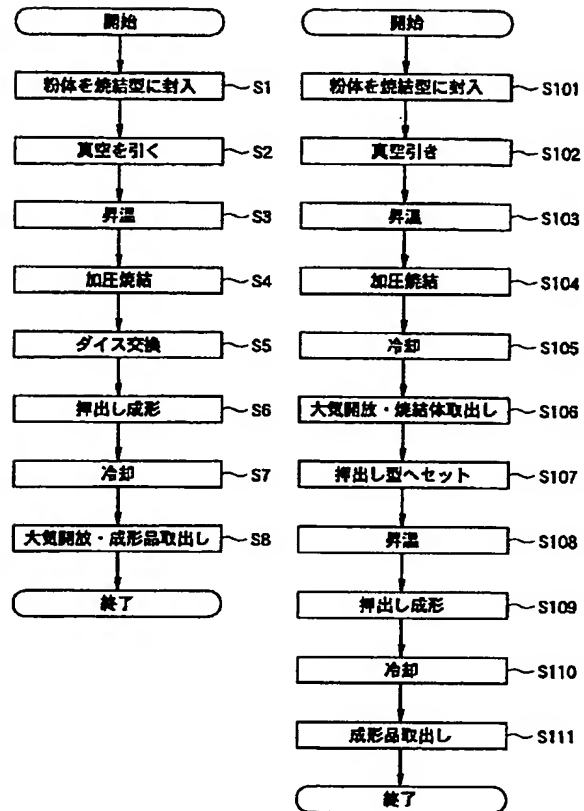 開始
粉体を焼結型に封入 S1
真空を引く S2
昇温 S3
加圧焼結 S4
ダイス交換 S5
押出し成形 S6
冷却 S7
大気開放・成形品取出し S8
終了
開始
粉体を焼結型に封入 S101
真空引き S102
昇温 S103
加圧焼結 S104
冷却 S105
大気開放・焼結体取出し S106
押出し型へセット S107
昇温 S108
押出し成形 S109
冷却 S110
成形品取出し S111
終了